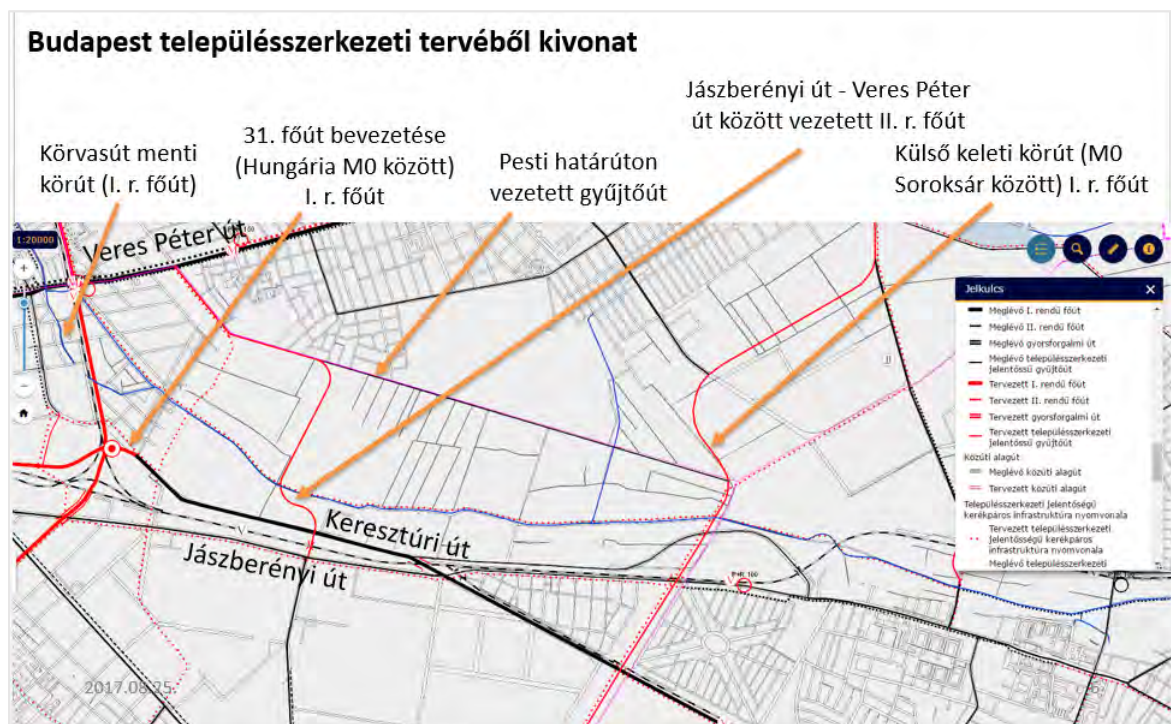 Budapest településszerkezeti tervéből kivonat
Jászberényi út - Veres Péter
út között vezetett II. r. főút
31. főút bevezetése
(Hungária M0 között)
I. r. főút
Körvasút menti
körút (I. r. főút)
Pesti határúton
vezetett gyűjtőút
Külső keleti körút (M0
Soroksár között) I. r. főút
1:20000
Veres Péter út
Jelkulcs
Meglévő I. rendű főút
Meglévő II. rendű főút
Meglévő gyorsforgalmi út
Meglévő településszerkezeti
jelentőssű gyűjtőút
Tervezett I. rendű főút
Tervezett II. rendű főút
Tervezett gyorsforgalmi út
Tervezett településszerkezeti
jelentőssű gyűjtőút
Közúti alagút
Meglévő közúti alagút
Tervezett közúti alagút
Településszerkezeti jelentőségű
kerékpáros infrastruktúra nyomvonala
Tervezett településszerkezeti
jelentősségű kerékpáros
infrastruktúra nyomvonala
Meglévő településszerkezeti
Keresztúri út
Jászberényi út
P+R 100
2017.08.25.